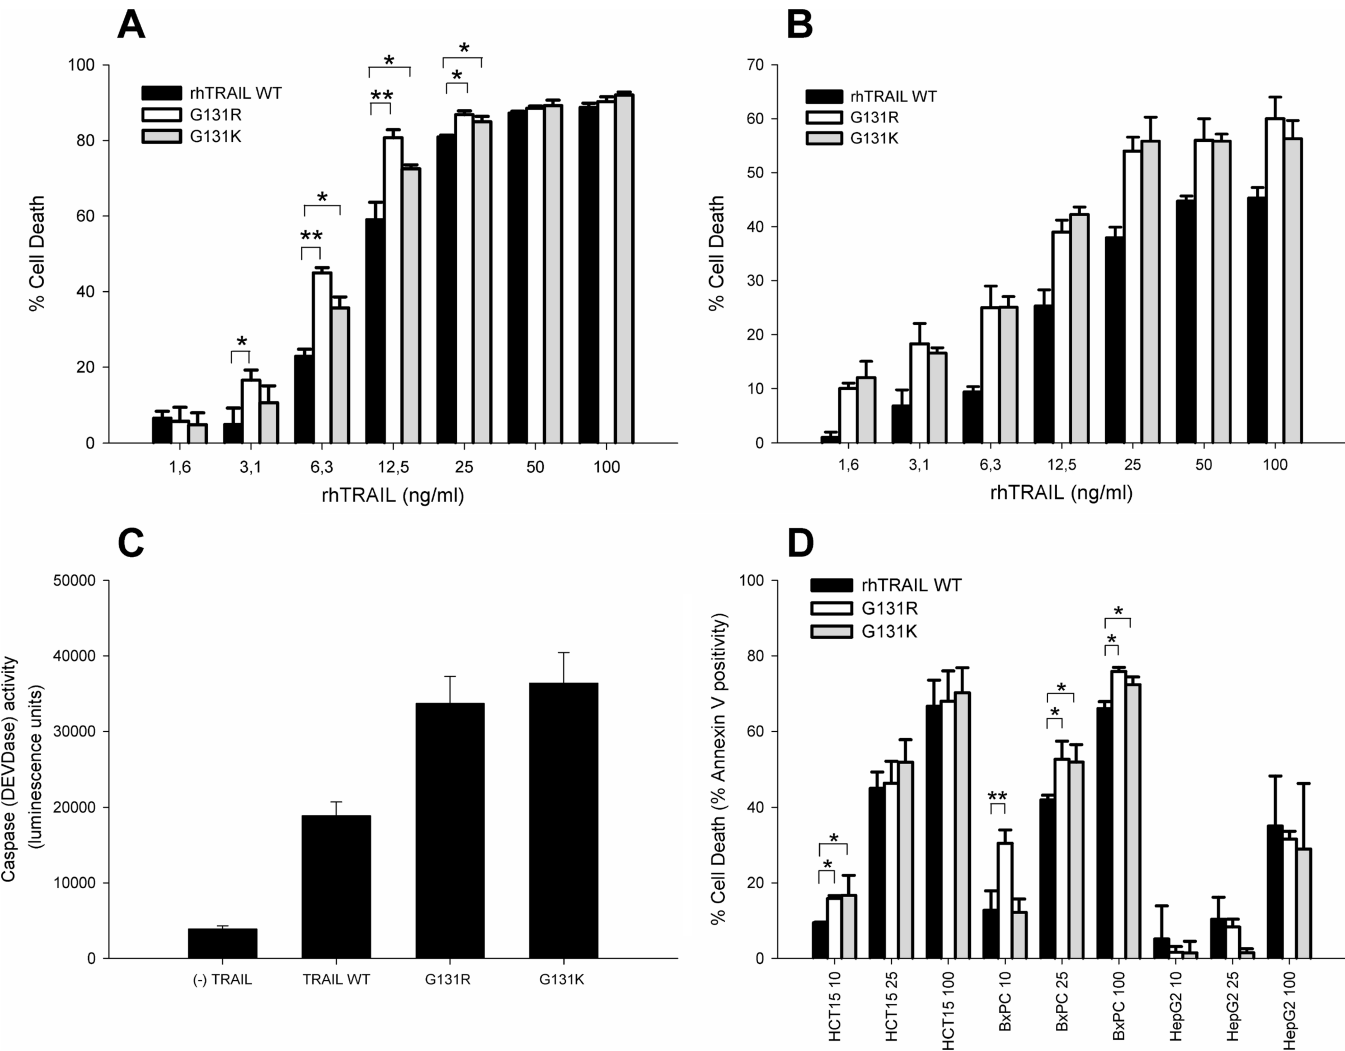 A
100
80
60
40
20
0
% Cell Death
rhTRAIL WT
G131R
G131K
*
**
*
**
*
*
*
1,6 3,1 6,3 12,5 25 50 100
rhTRAIL (ng/ml)
B
70
60
50
40
30
20
10
0
% Cell Death
rhTRAIL WT
G131R
G131K
1,6 3,1 6,3 12,5 25 50 100
rhTRAIL (ng/ml)
C
50000
40000
30000
20000
10000
0
Caspase (DEVDase) activity
(luminescence units)
(-) TRAIL TRAIL WT G131R G131K
D
100
80
60
40
20
0
% Cell Death (% Annexin V positivity)
rhTRAIL WT
G131R
G131K
*
*
**
*
*
*
*
HCT15 10
HCT15 25
HCT15 100
BxPC 10
BxPC 25
BxPC 100
HepG2 10
HepG2 25
HepG2 100